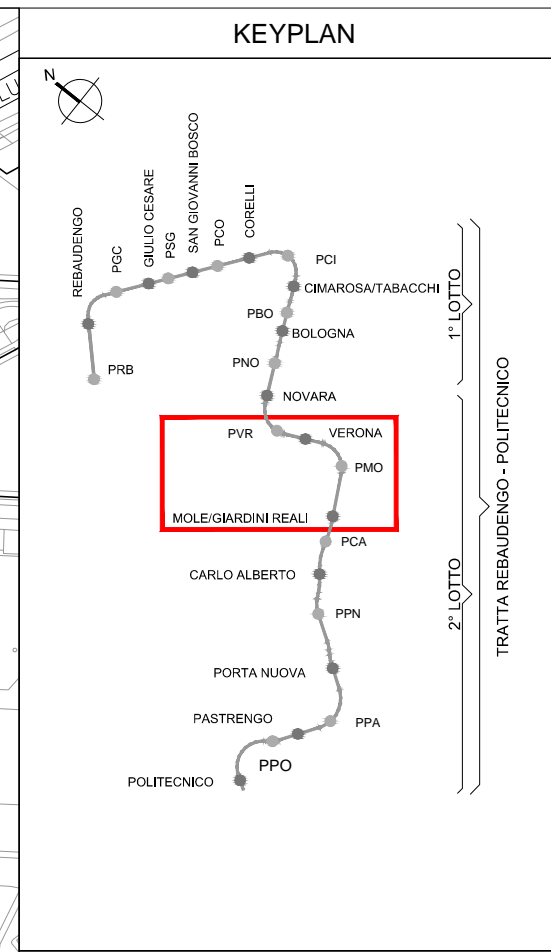 KEYPLAN
N
LU
REBAUDENGO
PGC
GIULIO CESARE
PSG
SAN GIOVANNI BOSCO
PCO
CORELLI
PCI
CIMAROSA/TABACCHI
PBO
BOLOGNA
PNO
PRB
NOVARA
PVR
VERONA
PMO
MOLE/GIARDINI REALI
PCA
CARLO ALBERTO
PPN
PORTA NUOVA
PASTRENGO
PPA
PPO
POLITECNICO
1° LOTTO
2° LOTTO
TRATTA REBAUDENGO - POLITECNICO